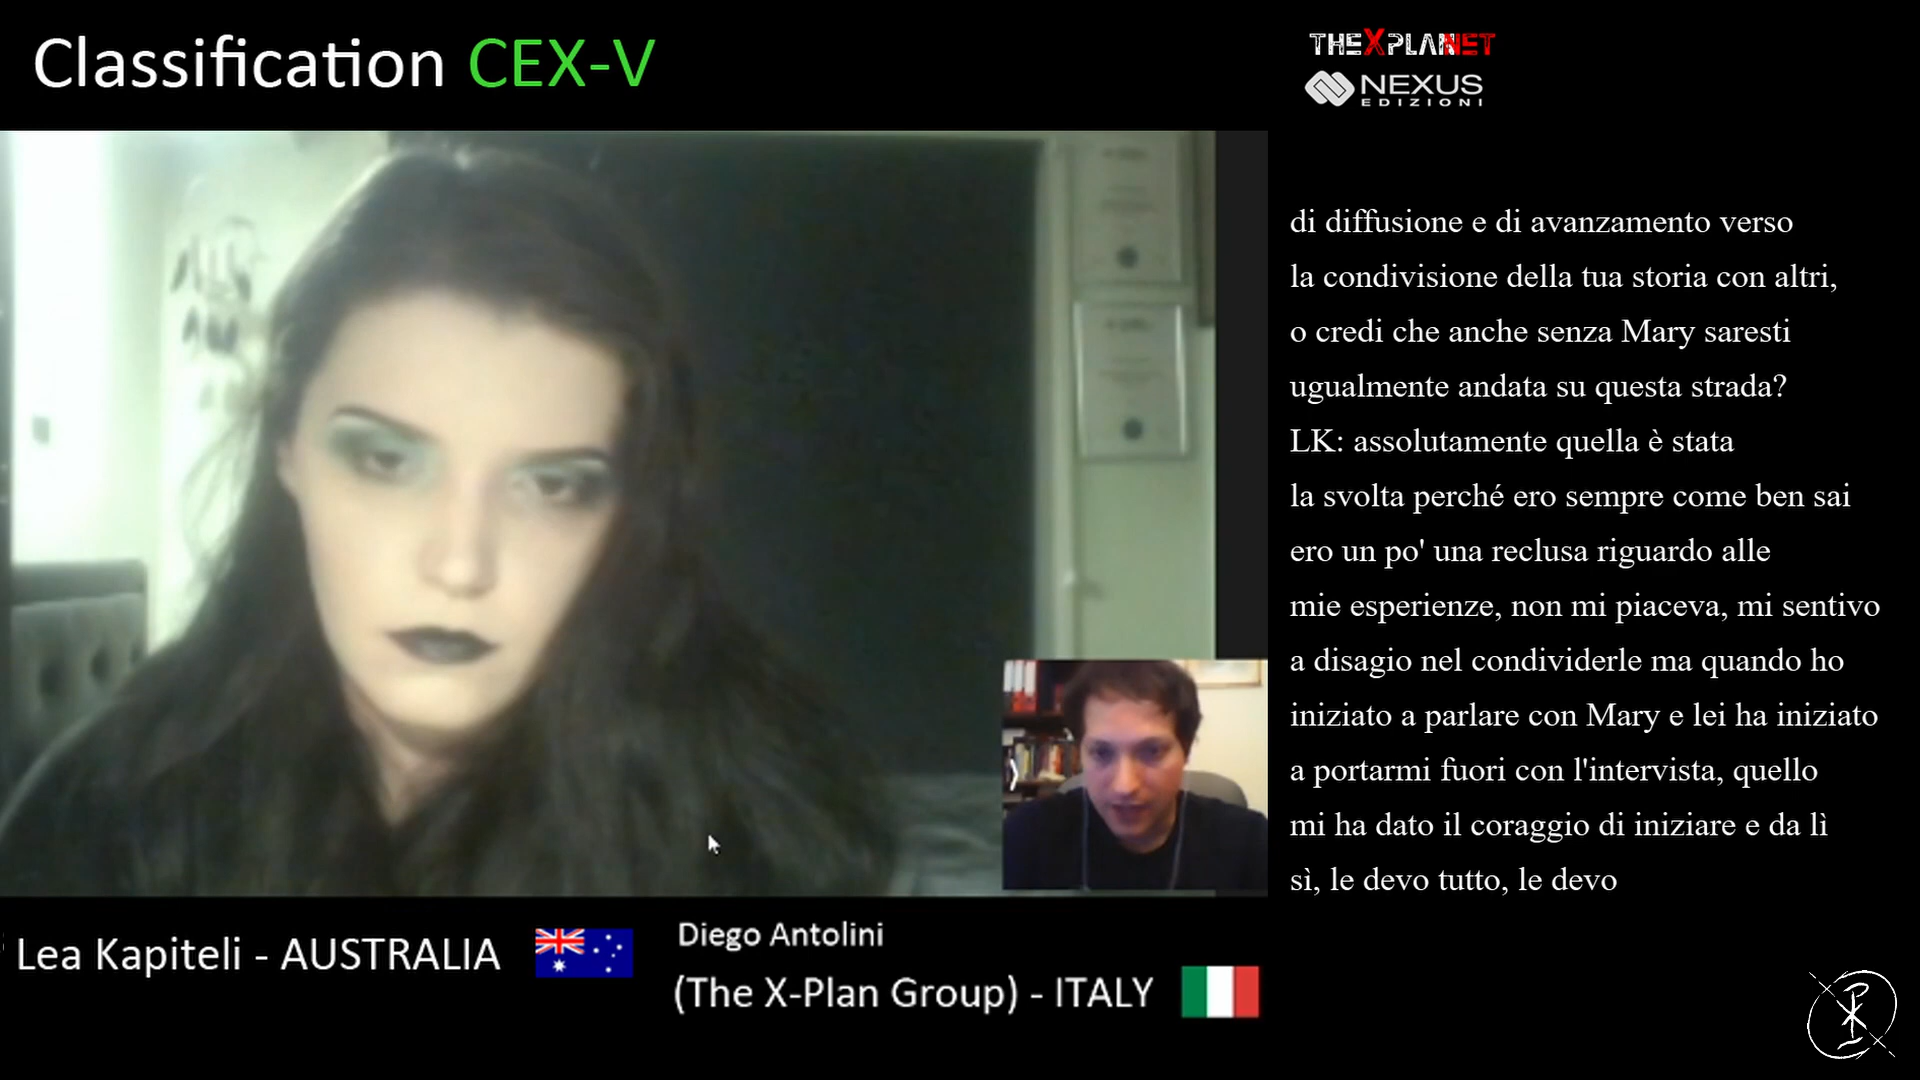 Classification CEX-V
THEXPLANNET
NEXUS
EDIZIONI
di diffusione e di avanzamento verso
la condivisione della tua storia con altri,
o credi che anche senza Mary saresti
ugualmente andata su questa strada?
LK: assolutamente quella è stata
la svolta perché ero sempre come ben sai
ero un po' una reclusa riguardo alle
mie esperienze, non mi piaceva, mi sentivo
a disagio nel condividerle ma quando ho
iniziato a parlare con Mary e lei ha iniziato
a portarmi fuori con l'intervista, quello
mi ha dato il coraggio di iniziare e da lì
sì, le devo tutto, le devo
Lea Kapiteli - AUSTRALIA
Diego Antolini
(The X-Plan Group) - ITALY